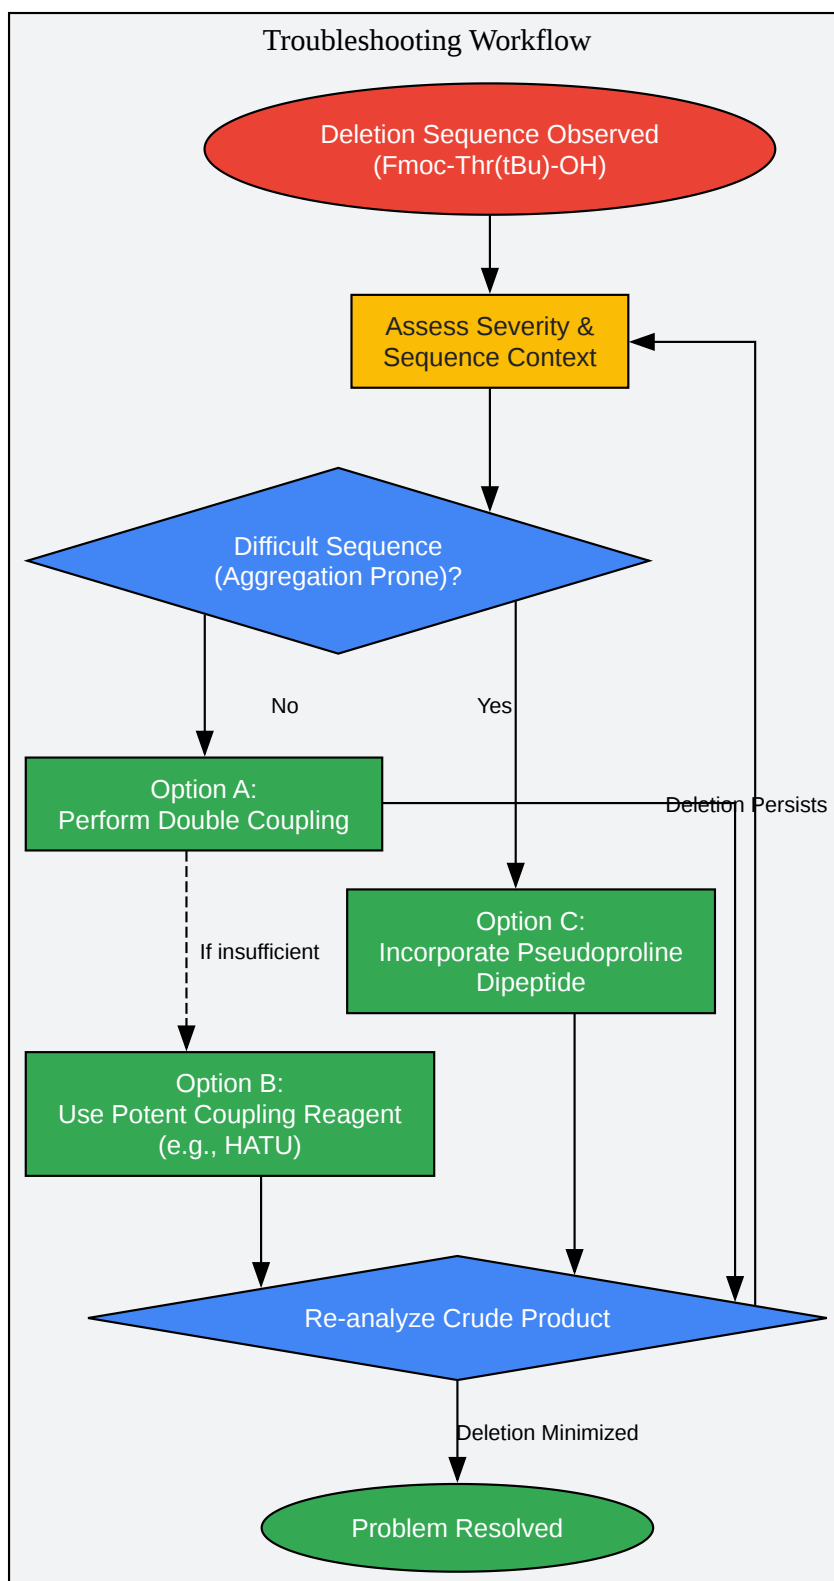 Troubleshooting Workflow
Deletion Sequence Observed
(Fmoc-Thr(tBu)-OH)
Assess Severity &
Sequence Context
Difficult Sequence
(Aggregation Prone)?
No
Yes
Option A:
Perform Double Coupling
Deletion Persists
If insufficient
Option C:
Incorporate Pseudoproline
Dipeptide
Option B:
Use Potent Coupling Reagent
(e.g., HATU)
Re-analyze Crude Product
Deletion Minimized
Problem Resolved